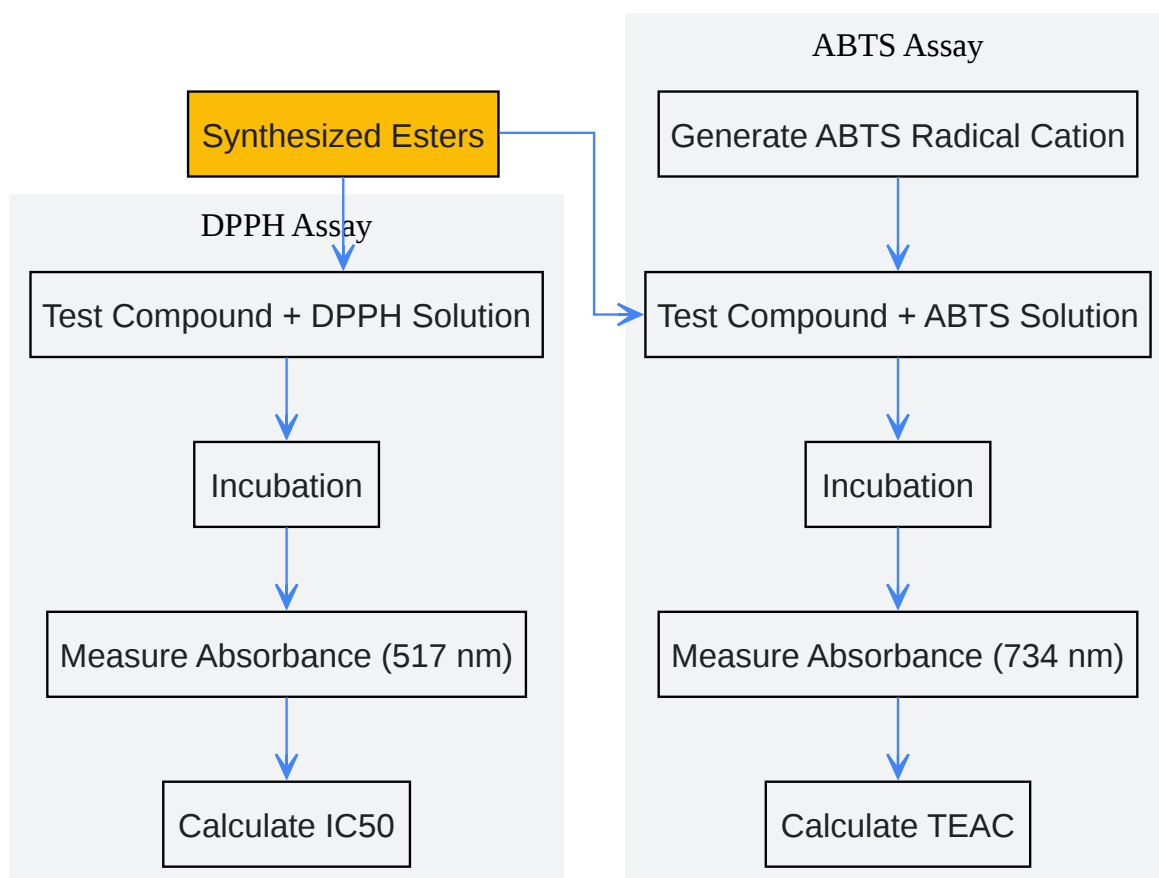 Synthesized Esters
DPPH Assay
Test Compound + DPPH Solution
Incubation
Measure Absorbance (517 nm)
Calculate IC50
ABTS Assay
Generate ABTS Radical Cation
Test Compound + ABTS Solution
Incubation
Measure Absorbance (734 nm)
Calculate TEAC